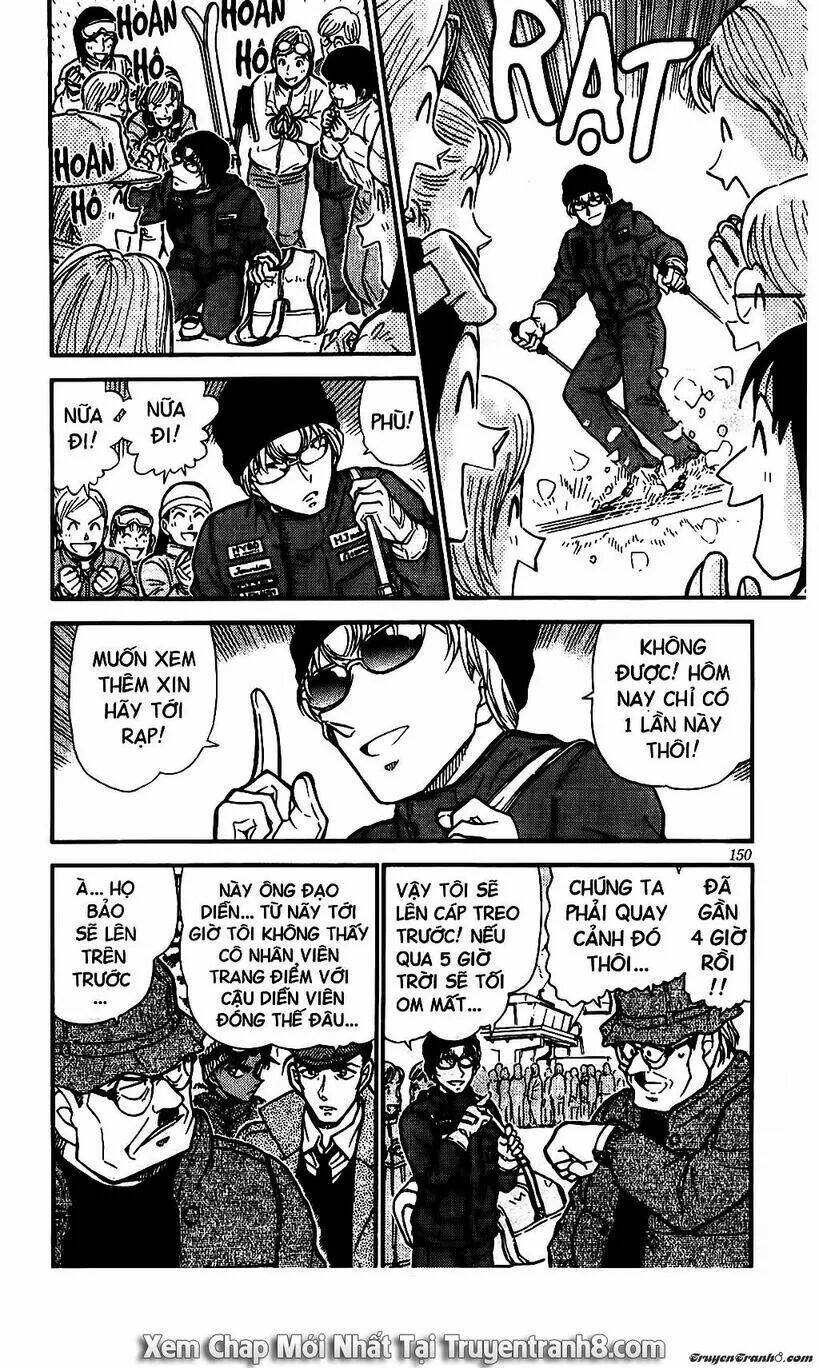 RẠT
HOAN
HÔ
HOAN
HÔ
HOAN
HÔ
PHÙ!
NỮA
ĐI!
NỮA
ĐI!
KHÔNG
ĐƯỢC! HÔM
NAY CHỈ CÓ
1 LẦN NÀY
THÔI!
MUỐN XEM
THÊM XIN
HÃY TỚI
RẠP!
150
ĐÃ
GẦN
4 GIỜ
RỒI
!!
CHÚNG TA
PHẢI QUAY
CẢNH ĐÓ
THÔI...
VẬY TÔI SẼ
LÊN CÁP TREO
TRƯỚC! NẾU
QUA 5 GIỜ
TRỜI SẼ TỐI
OM MẤT...
NÀY ÔNG ĐẠO
DIỄN... TỪ NÃY TỚI
GIỜ TÔI KHÔNG THẤY
CÔ NHÂN VIÊN
TRANG ĐIỂM VỚI
CẬU DIỄN VIÊN
ĐÓNG THẾ ĐÂU...
À... HỌ
BẢO
SẼ LÊN
TRÊN
TRƯỚC
...
Xem Chap Mới Nhất Tại Truyentranh8.com
TruyenTranh8.com